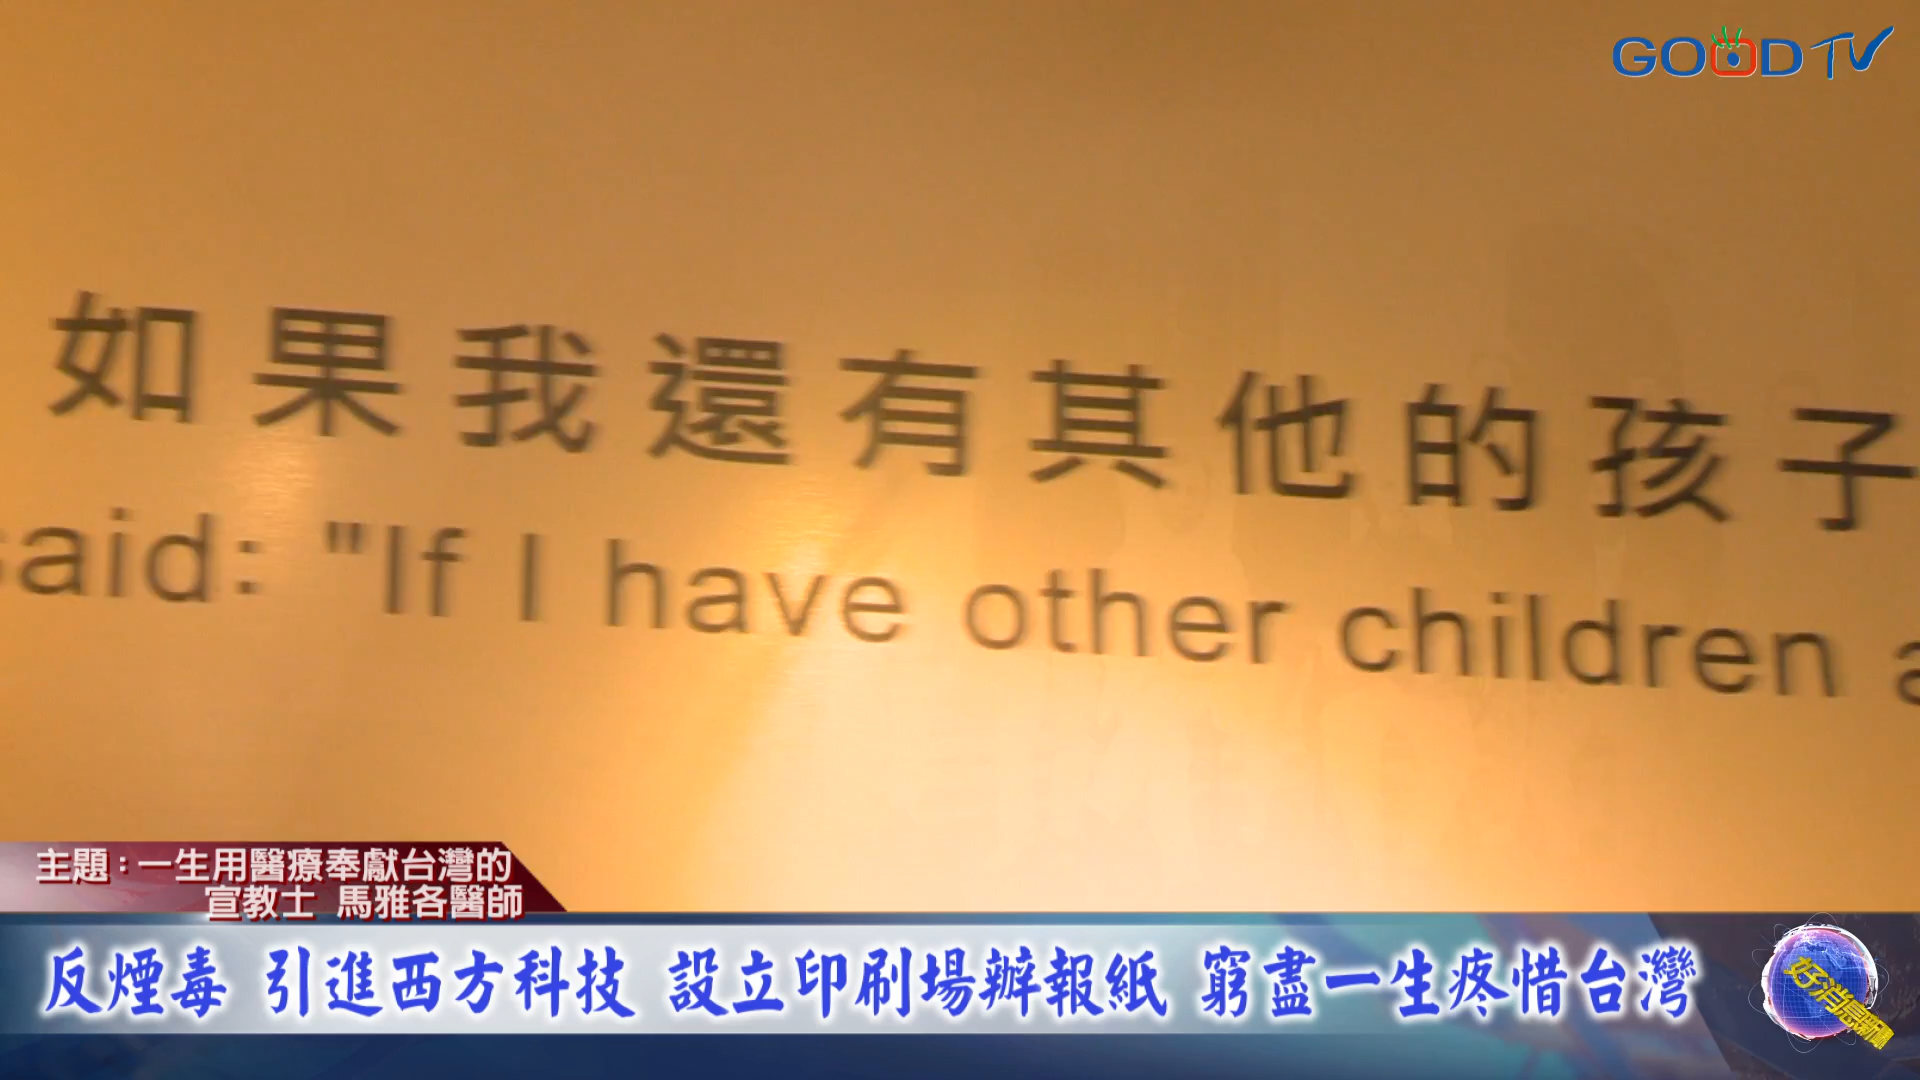 GOOD TV
如果我還有其他的孩子
said: "If I have other children a
主題：一生用醫療奉獻台灣的
宣教士 馬雅各醫師
反煙毒 引進西方科技 設立印刷場辦報紙 窮盡一生疼惜台灣
好消息新聞